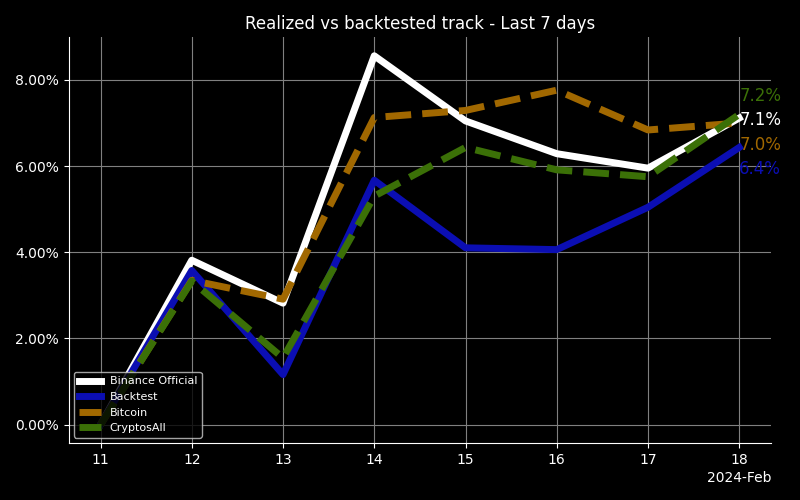 Realized vs backtested track - Last 7 days
8.00%
6.00%
4.00%
2.00%
0.00%
7.2%
7.1%
7.0%
6.4%
Binance Official
Backtest
Bitcoin
CryptosAll
11 12 13 14 15 16 17 18
2024-Feb